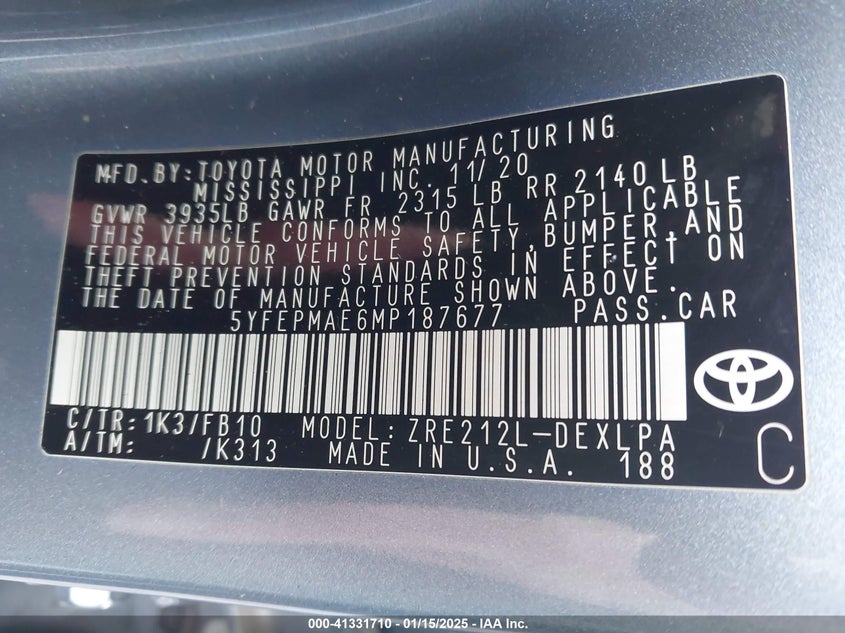 MFD. BY: TOYOTA MOTOR MANUFACTURING
MISSISSIPPI INC. 11/20
GVWR 3935LB GAWR FR 2315 LB RR 2140 LB
THIS VEHICLE CONFORMS TO ALL APPLICABLE
FEDERAL MOTOR VEHICLE SAFETY, BUMPER, AND
THEFT PREVENTION STANDARDS IN EFFECT ON
THE DATE OF MANUFACTURE SHOWN ABOVE.
5YFEPMAE6MP187677 PASS. CAR
C/TR: 1K3/FB10 MODEL: ZRE212L-DEXLPA
A/TM: /K313 MADE IN U.S.A. 188
C
000-41331710 - 01/15/2025 - IAA Inc.